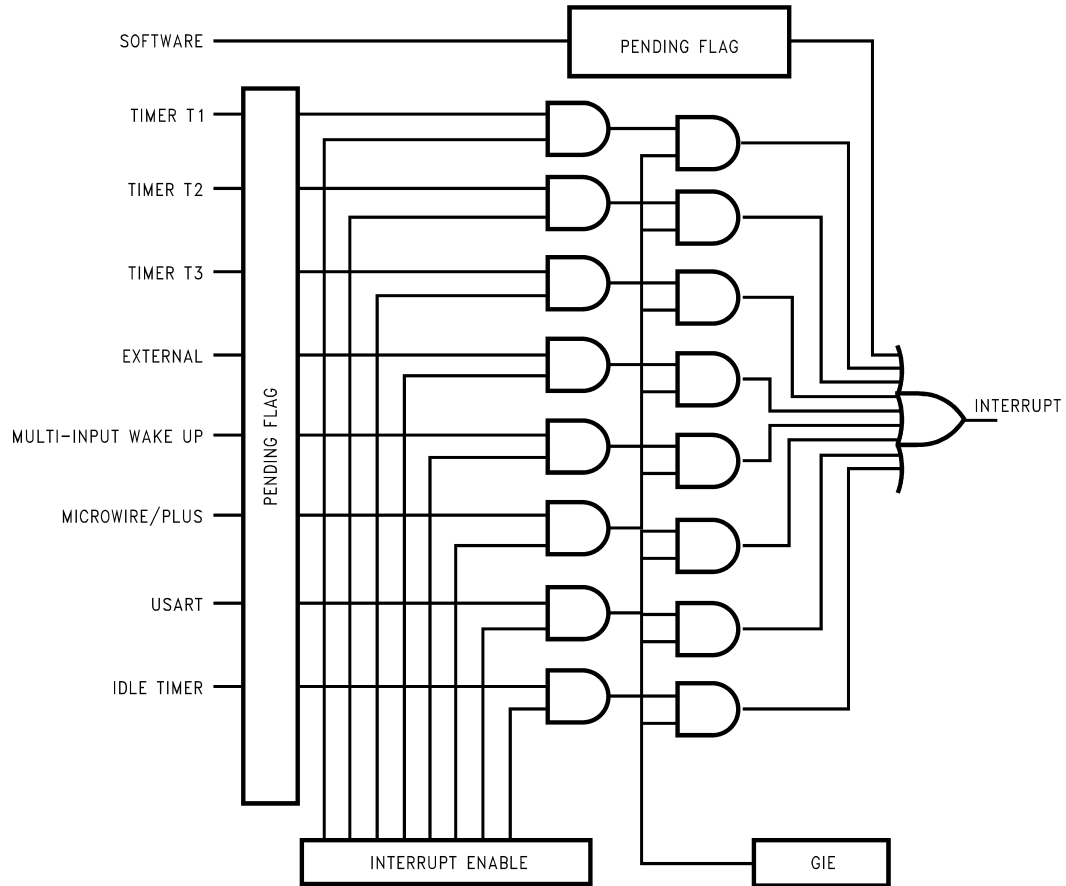 SOFTWARE
PENDING FLAG
TIMER T1
TIMER T2
TIMER T3
EXTERNAL
MULTI-INPUT WAKE UP
MICROWIRE/PLUS
USART
IDLE TIMER
PENDING FLAG
INTERRUPT
INTERRUPT ENABLE
GIE